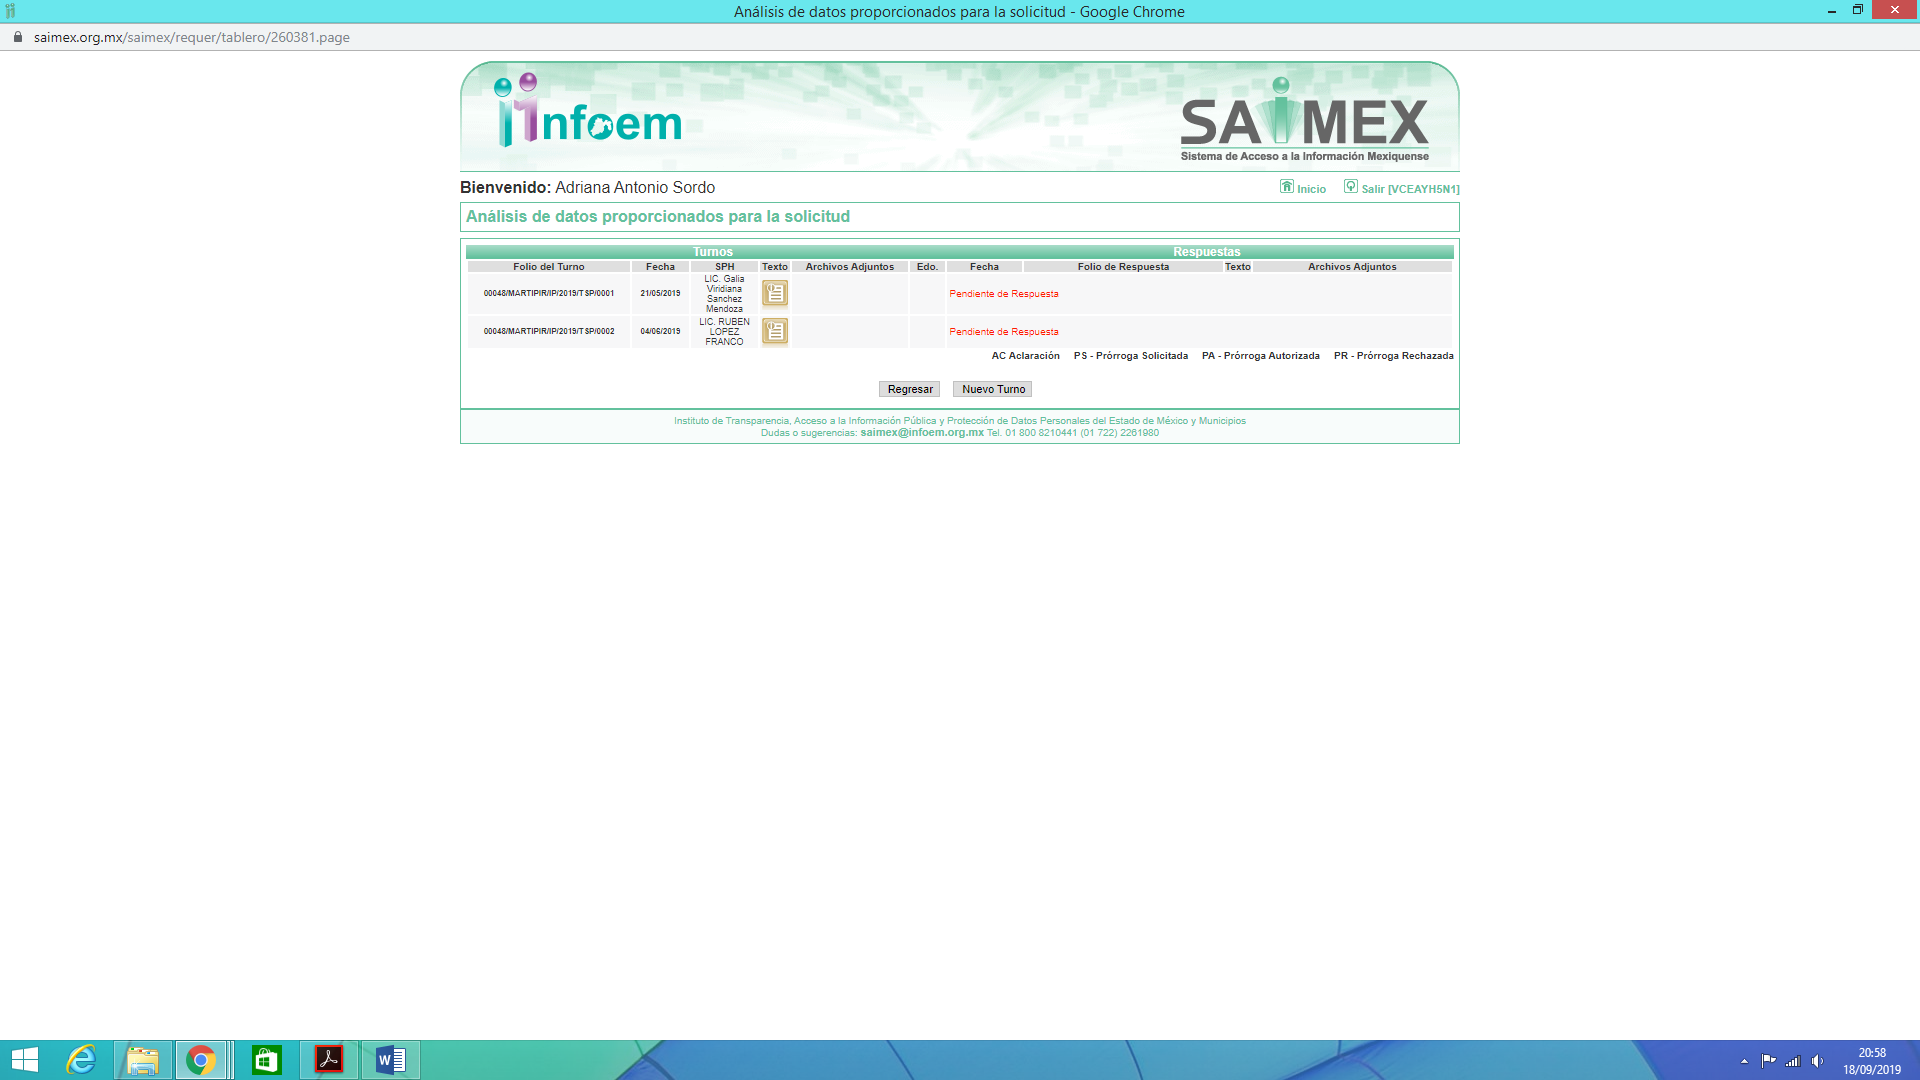 Análisis de datos proporcionados para la solicitud - Google Chrome
saimex.org.mx/saimex/requer/tablero/260381.page
infoem
SAIMEX
Sistema de Acceso a la Información Mexiquense
Bienvenido: Adriana Antonio Sordo
Inicio Salir [VCEAYH5N1]
Análisis de datos proporcionados para la solicitud
Turnos Respuestas
Folio del Turno Fecha SPH Texto Archivos Adjuntos Edo. Fecha Folio de Respuesta Texto Archivos Adjuntos
00048/MARTIPIR/IP/2019/TSP/0001 21/05/2019 LIC. Galia Viridiana Sanchez Mendoza Pendiente de Respuesta
00048/MARTIPIR/IP/2019/TSP/0002 04/06/2019 LIC. RUBEN LOPEZ FRANCO Pendiente de Respuesta
AC Aclaración PS - Prórroga Solicitada PA - Prórroga Autorizada PR - Prórroga Rechazada
Regresar Nuevo Turno
Instituto de Transparencia, Acceso a la Información Pública y Protección de Datos Personales del Estado de México y Municipios
Dudas o sugerencias: saimex@infoem.org.mx Tel. 01 800 8210441 (01 722) 2261980
20:58
18/09/2019